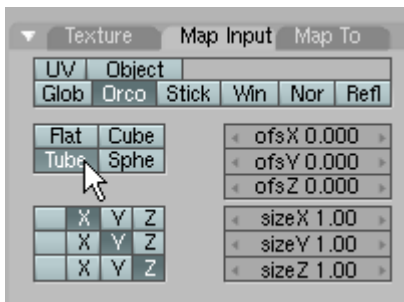 Texture Map Input Map To
UV Object
Glob Orco Stick Win Nor Refl
Flat Cube ofsX 0.000
Tube Sphe ofsY 0.000
ofsZ 0.000
X Y Z sizeX 1.00
X Y Z sizeY 1.00
X Y Z sizeZ 1.00